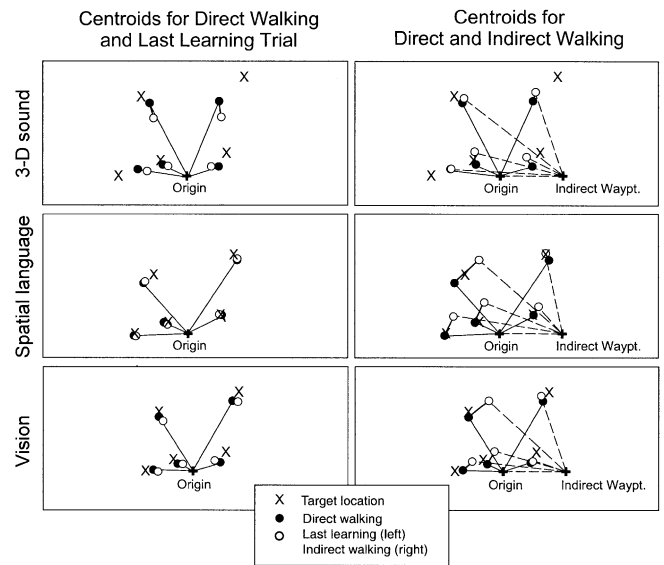 Centroids for Direct Walking
and Last Learning Trial
Centroids for
Direct and Indirect Walking
3-D sound
X
X
X
X
X
Origin
X
X
X
X
X
Origin
Indirect Waypt.
Spatial language
X
X
X
X
X
Origin
X
X
X
X
X
Origin
Indirect Waypt.
Vision
X
X
X
X
X
Origin
X
X
X
X
X
Origin
Indirect Waypt.
X Target location
Direct walking
Last learning (left)
Indirect walking (right)